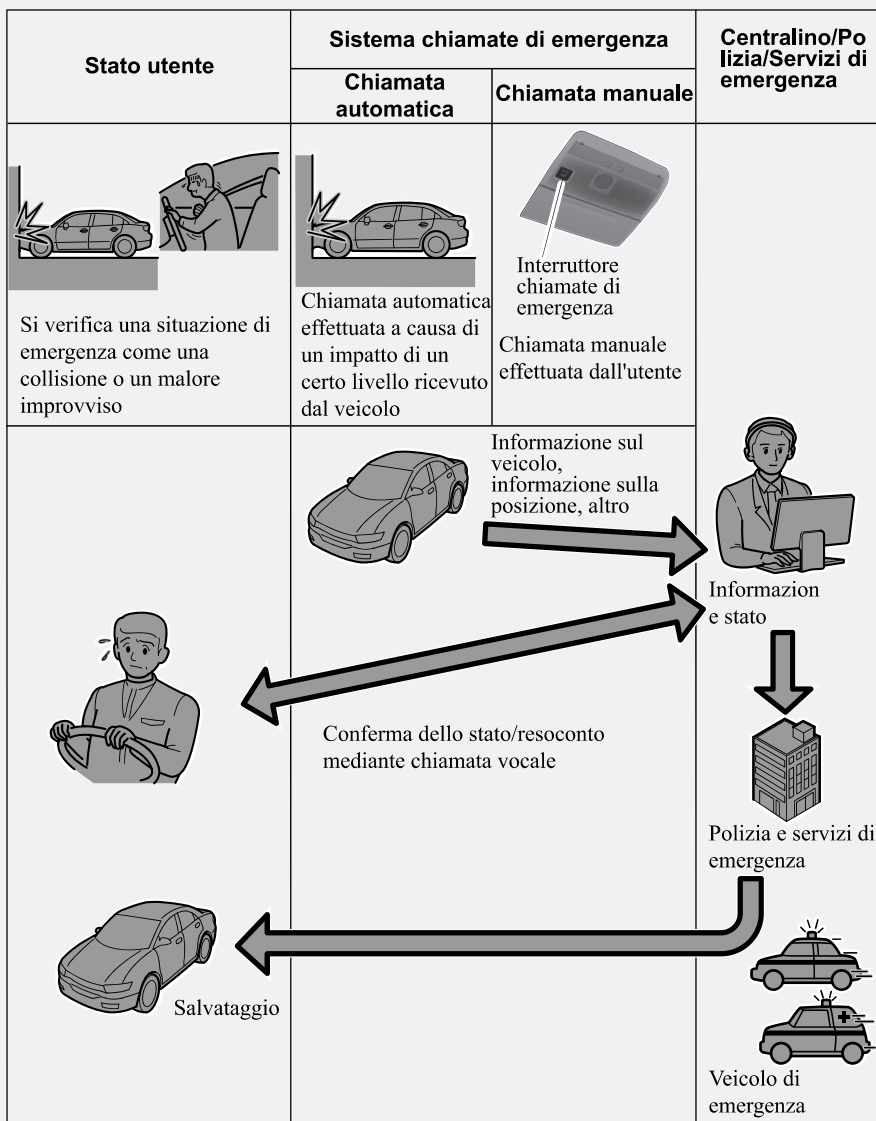 Stato utente
Sistema chiamate di emergenza
Chiamata
automatica
Chiamata manuale
Centralino/Po
lizia/Servizi di
emergenza
Si verifica una situazione di
emergenza come una
collisione o un malore
improvviso
Chiamata automatica
effettuata a causa di
un impatto di un
certo livello ricevuto
dal veicolo
Interruttore
chiamate di
emergenza
Chiamata manuale
effettuata dall'utente
Informazione sul
veicolo,
informazione sulla
posizione, altro
Informazion
e stato
Conferma dello stato/resoconto
mediante chiamata vocale
Polizia e servizi di
emergenza
Salvataggio
Veicolo di
emergenza